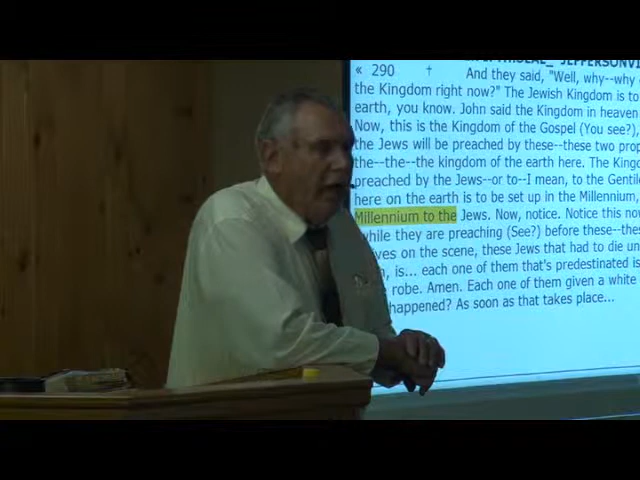 JEFFERSONVI
« 290 † And they said, "Well, why--why
the Kingdom right now?" The Jewish Kingdom is to
earth, you know. John said the Kingdom in heaven
Now, this is the Kingdom of the Gospel (You see?),
the Jews will be preached by these--these two prop
the--the--the kingdom of the earth here. The King
preached by the Jews--or to--I mean, to the Gentil
here on the earth is to be set up in the Millennium,
Millennium to the Jews. Now, notice. Notice this no
while they are preaching (See?) before these--thes
ives on the scene, these Jews that had to die un
is... each one of them that's predestinated is
robe. Amen. Each one of them given a white
happened? As soon as that takes place...